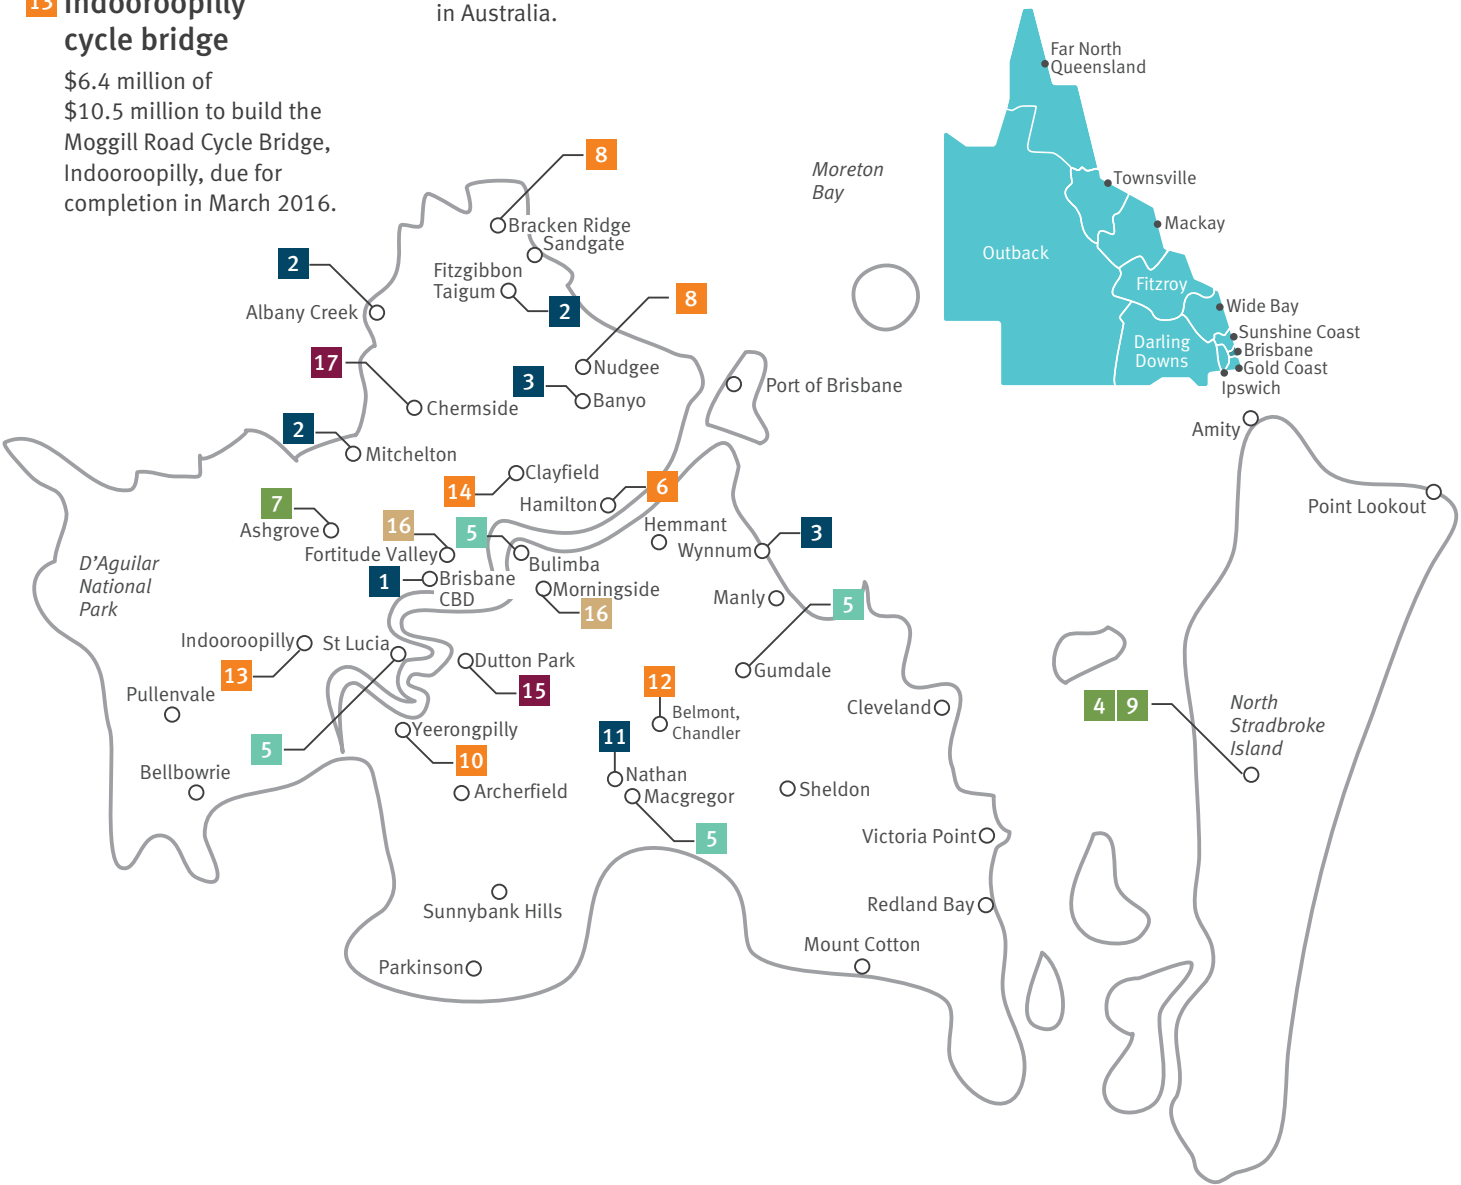 13 Indooroopilly
cycle bridge
$6.4 million of
$10.5 million to build the
Moggill Road Cycle Bridge,
Indooroopilly, due for
completion in March 2016.
in Australia.
Far North
Queensland
Townsville
Mackay
Outback
Fitzroy
Wide Bay
Sunshine Coast
Darling
Downs
Brisbane
Gold Coast
Ipswich
Moreton
Bay
8
Bracken Ridge
Sandgate
2
Fitzgibbon
Taigum
2
Albany Creek
8
17
Nudgee
3
Banyo
Port of Brisbane
Chermside
2
Mitchelton
Amity
Point Lookout
Clayfield
14
6
Hamilton
7
Ashgrove
16
5
Fortitude Valley
Hemmant
Wynnum
3
D'Aguilar
National
Park
Bulimba
1
Brisbane
CBD
Morningside
16
Manly
5
Indooroopilly
St Lucia
13
Dutton Park
15
Gumdale
12
Belmont,
Chandler
Cleveland
4 9
North
Stradbroke
Island
Pullenvale
Yeerongpilly
5
10
11
Bellbowrie
Archerfield
Nathan
Macgregor
Sheldon
5
Victoria Point
Sunnybank Hills
Redland Bay
Mount Cotton
Parkinson